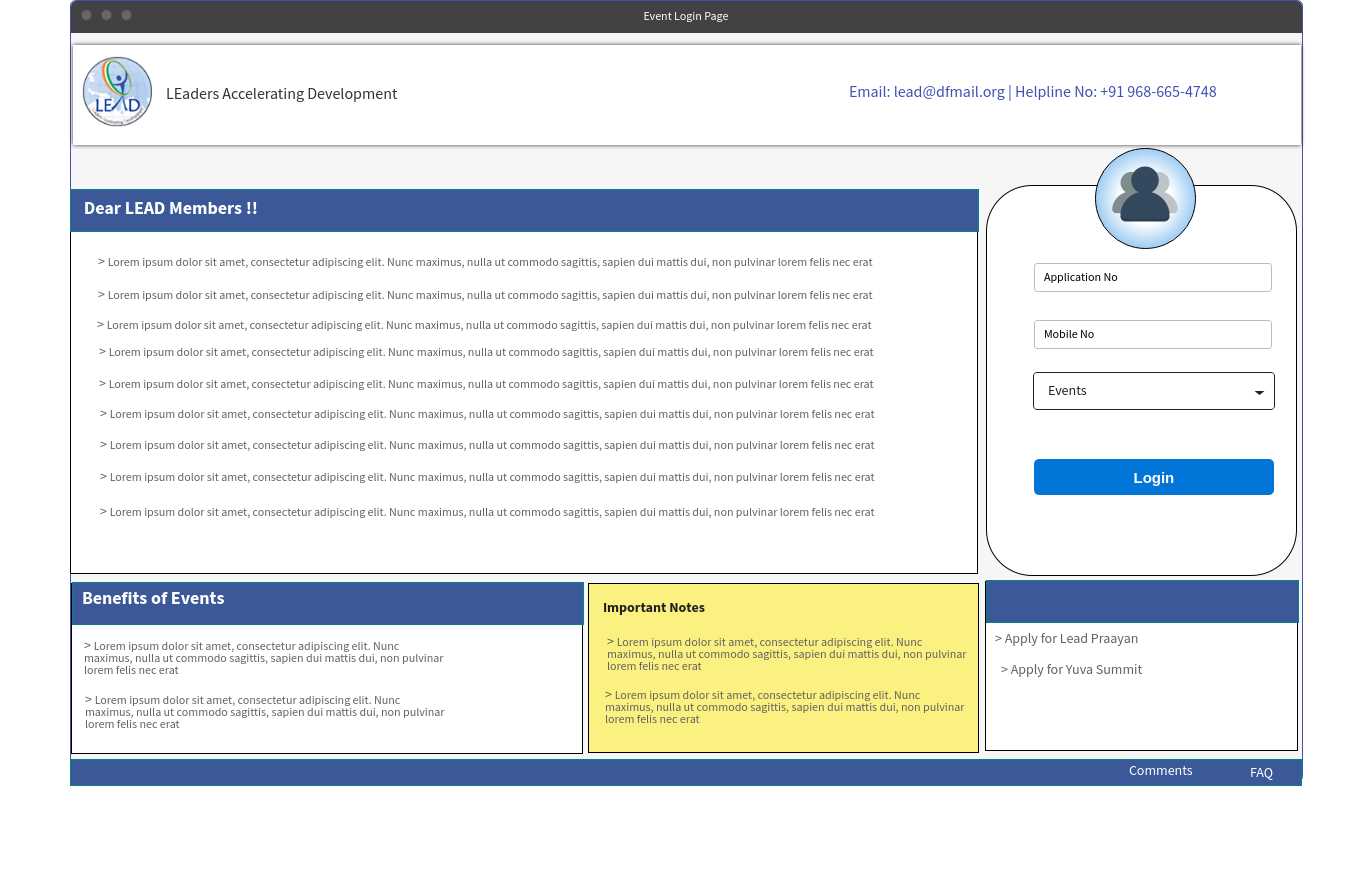 Event Login Page
LEAD
LEaders Accelerating Development
Email: lead@dfmail.org | Helpline No: +91 968-665-4748
Dear LEAD Members !!
> Lorem ipsum dolor sit amet, consectetur adipiscing elit. Nunc maximus, nulla ut commodo sagittis, sapien dui mattis dui, non pulvinar lorem felis nec erat
> Lorem ipsum dolor sit amet, consectetur adipiscing elit. Nunc maximus, nulla ut commodo sagittis, sapien dui mattis dui, non pulvinar lorem felis nec erat
> Lorem ipsum dolor sit amet, consectetur adipiscing elit. Nunc maximus, nulla ut commodo sagittis, sapien dui mattis dui, non pulvinar lorem felis nec erat
> Lorem ipsum dolor sit amet, consectetur adipiscing elit. Nunc maximus, nulla ut commodo sagittis, sapien dui mattis dui, non pulvinar lorem felis nec erat
> Lorem ipsum dolor sit amet, consectetur adipiscing elit. Nunc maximus, nulla ut commodo sagittis, sapien dui mattis dui, non pulvinar lorem felis nec erat
> Lorem ipsum dolor sit amet, consectetur adipiscing elit. Nunc maximus, nulla ut commodo sagittis, sapien dui mattis dui, non pulvinar lorem felis nec erat
> Lorem ipsum dolor sit amet, consectetur adipiscing elit. Nunc maximus, nulla ut commodo sagittis, sapien dui mattis dui, non pulvinar lorem felis nec erat
> Lorem ipsum dolor sit amet, consectetur adipiscing elit. Nunc maximus, nulla ut commodo sagittis, sapien dui mattis dui, non pulvinar lorem felis nec erat
> Lorem ipsum dolor sit amet, consectetur adipiscing elit. Nunc maximus, nulla ut commodo sagittis, sapien dui mattis dui, non pulvinar lorem felis nec erat
Application No
Mobile No
Events
Login
Benefits of Events
> Lorem ipsum dolor sit amet, consectetur adipiscing elit. Nunc
maximus, nulla ut commodo sagittis, sapien dui mattis dui, non pulvinar
lorem felis nec erat
> Lorem ipsum dolor sit amet, consectetur adipiscing elit. Nunc
maximus, nulla ut commodo sagittis, sapien dui mattis dui, non pulvinar
lorem felis nec erat
Important Notes
> Lorem ipsum dolor sit amet, consectetur adipiscing elit. Nunc
maximus, nulla ut commodo sagittis, sapien dui mattis dui, non pulvinar
lorem felis nec erat
> Lorem ipsum dolor sit amet, consectetur adipiscing elit. Nunc
maximus, nulla ut commodo sagittis, sapien dui mattis dui, non pulvinar
lorem felis nec erat
> Apply for Lead Praayan
> Apply for Yuva Summit
Comments
FAQ